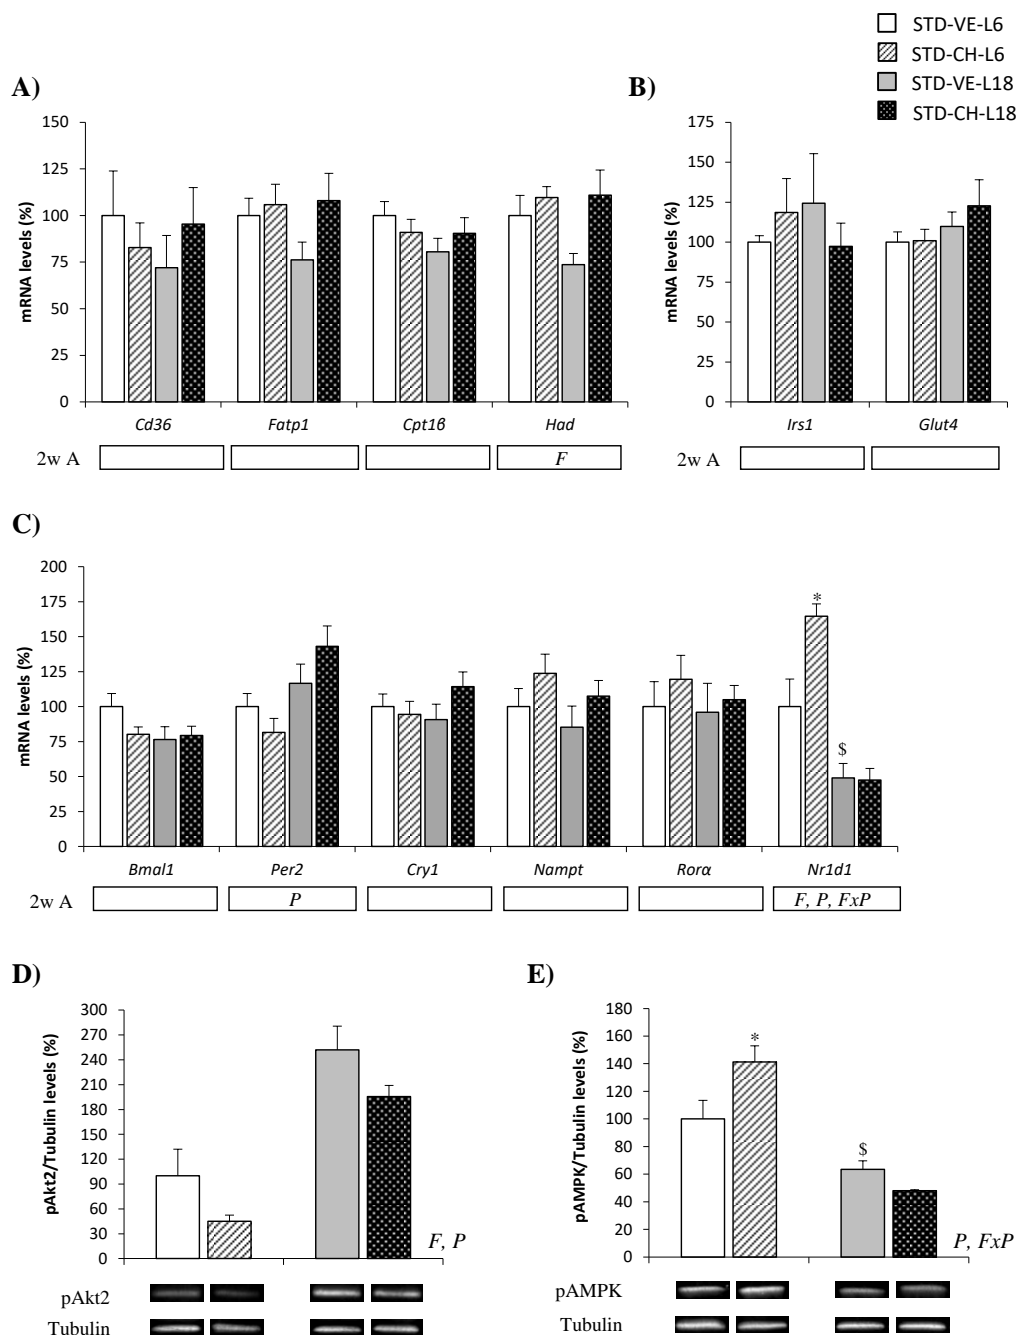 STD-VE-L6
STD-CH-L6
STD-VE-L18
STD-CH-L18
A)
mRNA levels (%)
150
125
100
75
50
25
0
Cd36 Fatp1 Cpt1β Had
2w A F
B)
mRNA levels (%)
175
150
125
100
75
50
25
0
Irs1 Glut4
2w A
C)
mRNA levels (%)
200
175
150
125
100
75
50
25
0
*
$
Bmal1 Per2 Cry1 Nampt Rorα Nr1d1
2w A P F, P, FxP
D)
pAkt2/Tubulin levels (%)
300
270
240
210
180
150
120
90
60
30
0
F, P
pAkt2
Tubulin
E)
pAMPK/Tubulin levels (%)
180
160
140
120
100
80
60
40
20
0
*
$
P, FxP
pAMPK
Tubulin